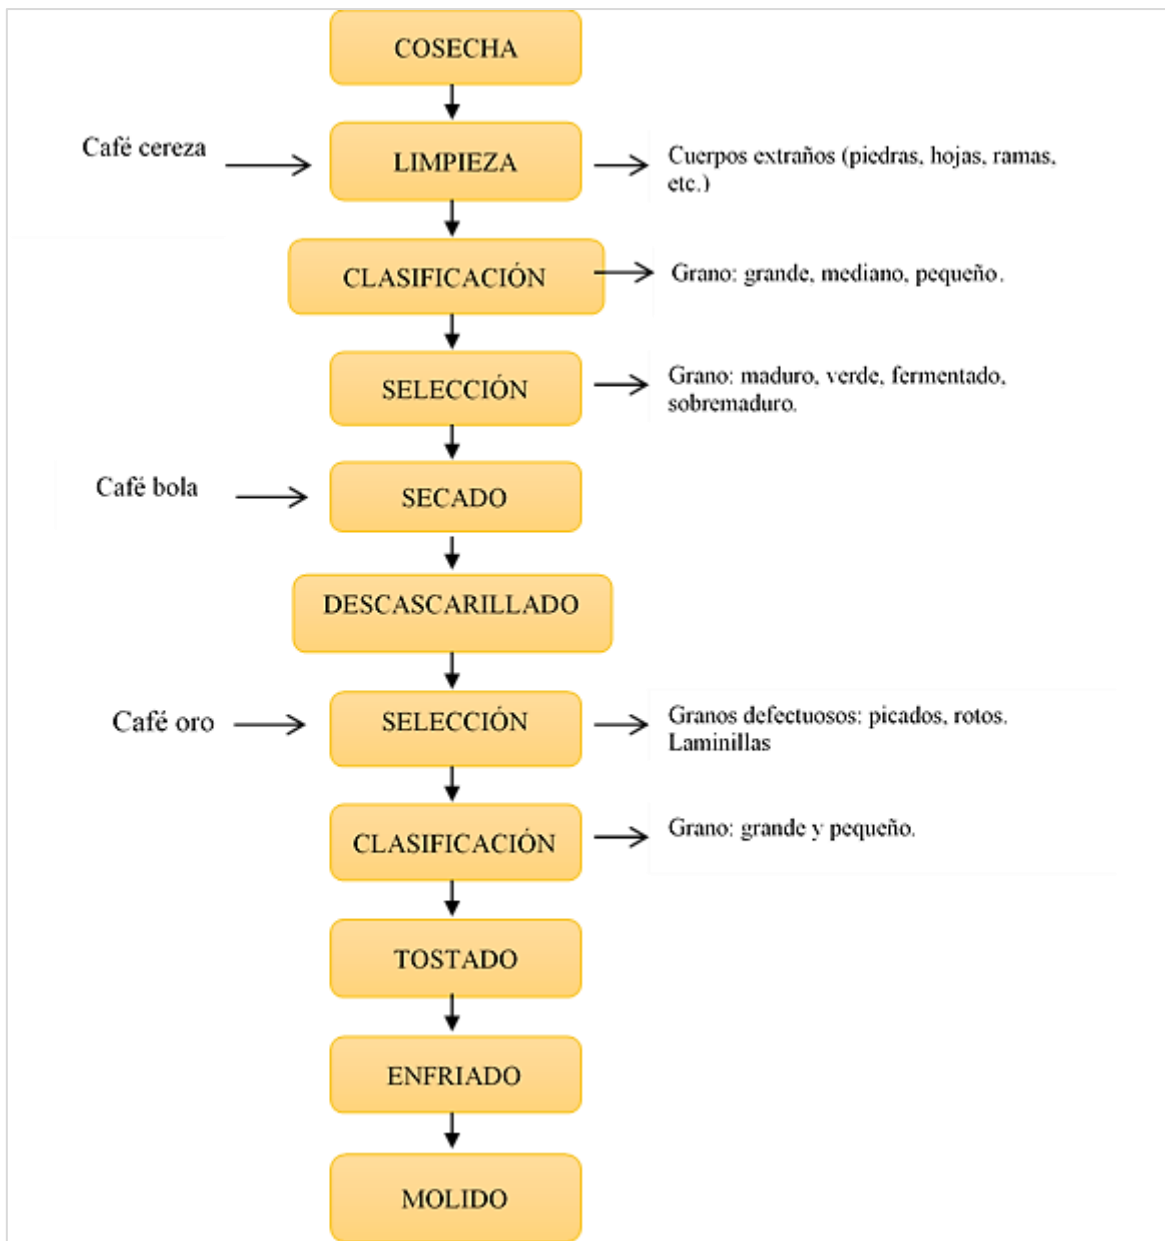 COSECHA
Café cereza
LIMPIEZA
Cuerpos extraños (piedras, hojas, ramas,
etc.)
CLASIFICACIÓN
Grano: grande, mediano, pequeño.
SELECCIÓN
Grano: maduro, verde, fermentado,
sobremaduro.
Café bola
SECADO
DESCASCARILLADO
Café oro
SELECCIÓN
Granos defectuosos: picados, rotos.
Laminillas
CLASIFICACIÓN
Grano: grande y pequeño.
TOSTADO
ENFRIADO
MOLIDO